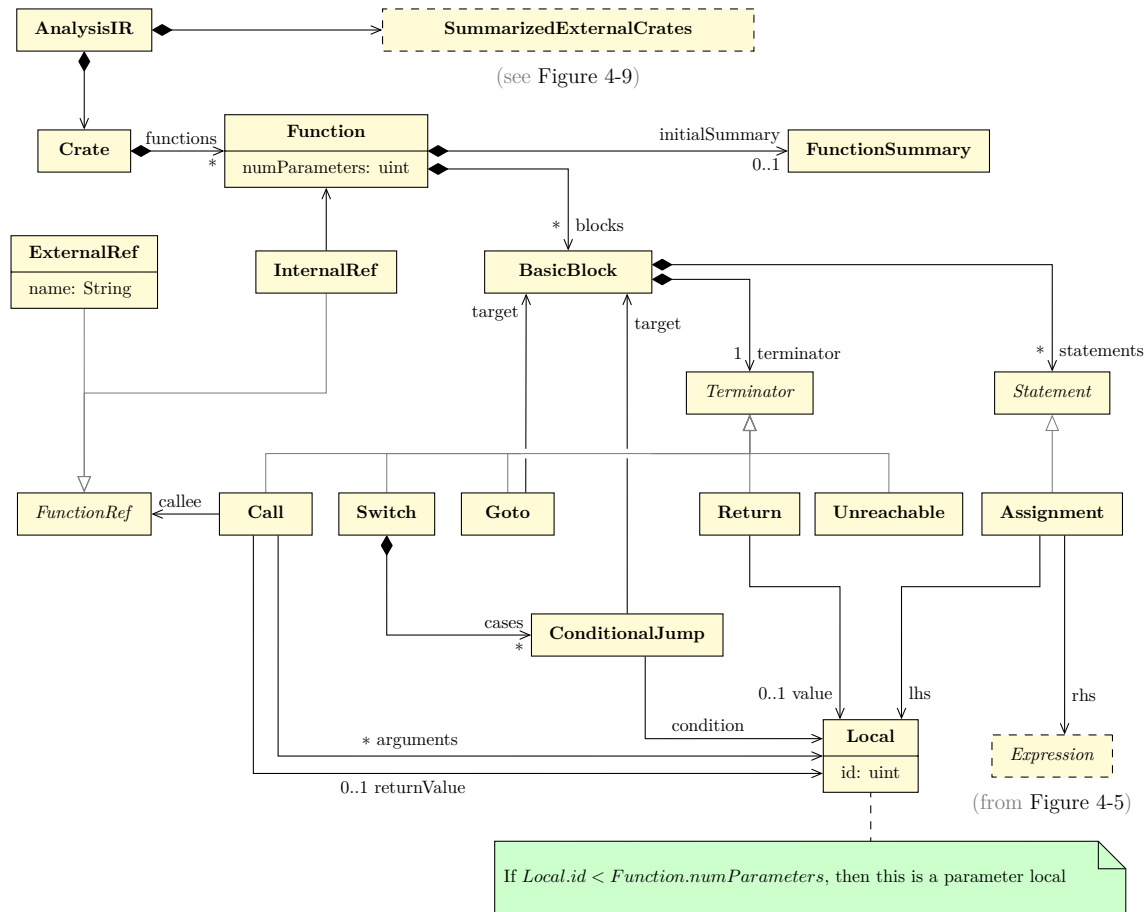 AnalysisIR
SummarizedExternalCrates
(see Figure 4-9)
Crate
functions
*
Function
numParameters: uint
initialSummary
0..1
FunctionSummary
* blocks
ExternalRef
name: String
InternalRef
BasicBlock
target
target
1 terminator
* statements
Terminator
Statement
FunctionRef
callee
Call
Switch
Goto
Return
Unreachable
Assignment
cases
*
ConditionalJump
0..1 value
lhs
rhs
condition
* arguments
0..1 returnValue
Local
id: uint
Expression
(from Figure 4-5)
If Local.id < Function.numParameters, then this is a parameter local